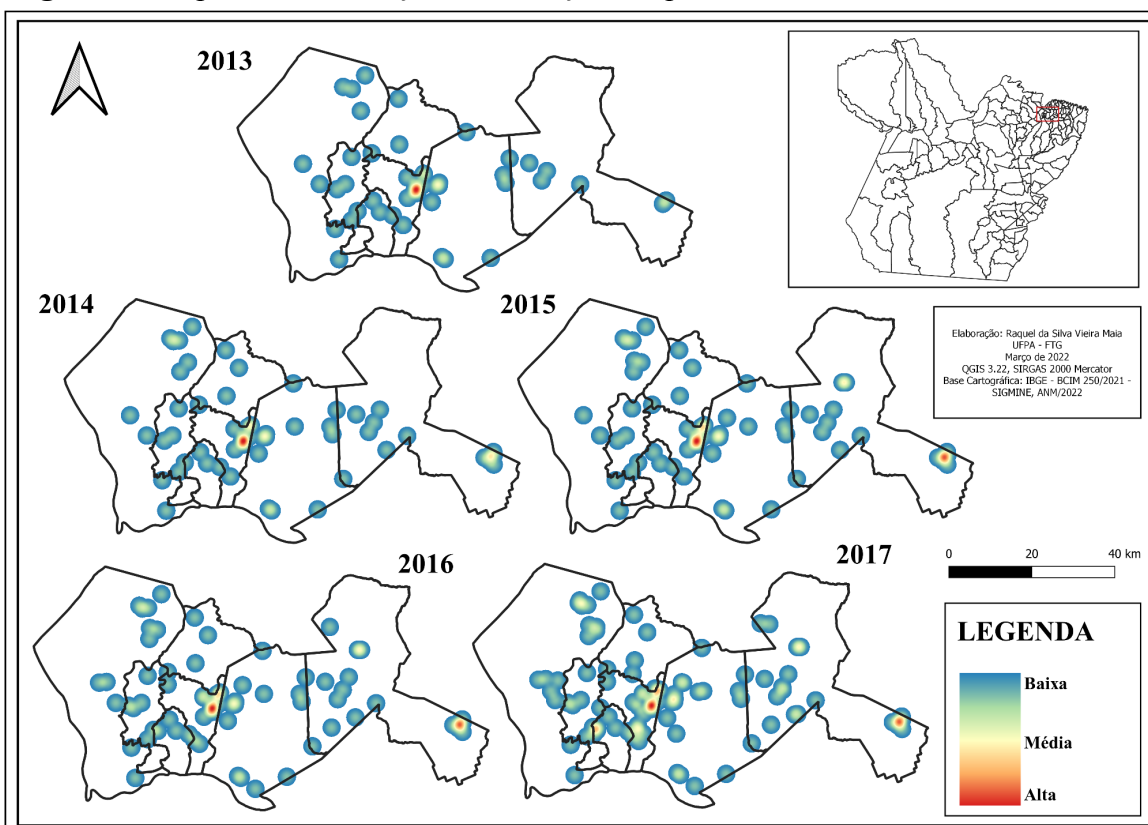 2013
2014
2015
Elaboração: Raquel da Silva Vieira Maia
UFPA - FTG
Março de 2022
QGIS 3.22, SIRGAS 2000 Mercator
Base Cartográfica: IBGE - BCIM 250/2021 -
SIGMINE, ANM/2022
2016
2017
0 20 40 km
LEGENDA
Baixa
Média
Alta